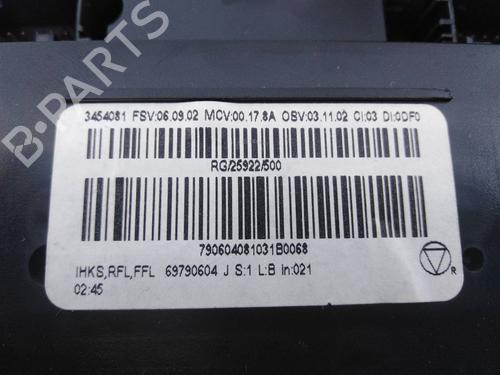 B-PARTS
3454081 FSV:06.09.02 MCV:00.17.8A OBV:03.11.02 CI:03 DI:0DF0
RG/25922/500
790604081031B0068
IHKS,RFL,FFL 69790604 J S:1 L:B In:021
02:45
R